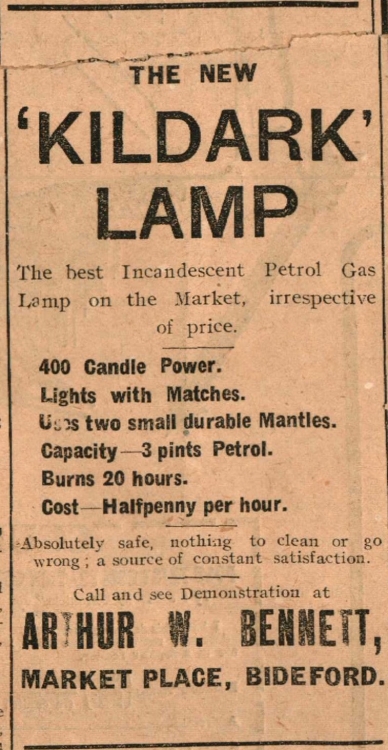 THE NEW
'KILDARK'
LAMP
The best Incandescent Petrol Gas
Lamp on the Market, irrespective
of price.
400 Candle Power.
Lights with Matches.
Uses two small durable Mantles.
Capacity—3 pints Petrol.
Burns 20 hours.
Cost—Halfpenny per hour.
Absolutely safe, nothing to clean or go
wrong; a source of constant satisfaction.
Call and see Demonstration at
ARTHUR W. BENNETT,
MARKET PLACE, BIDEFORD.